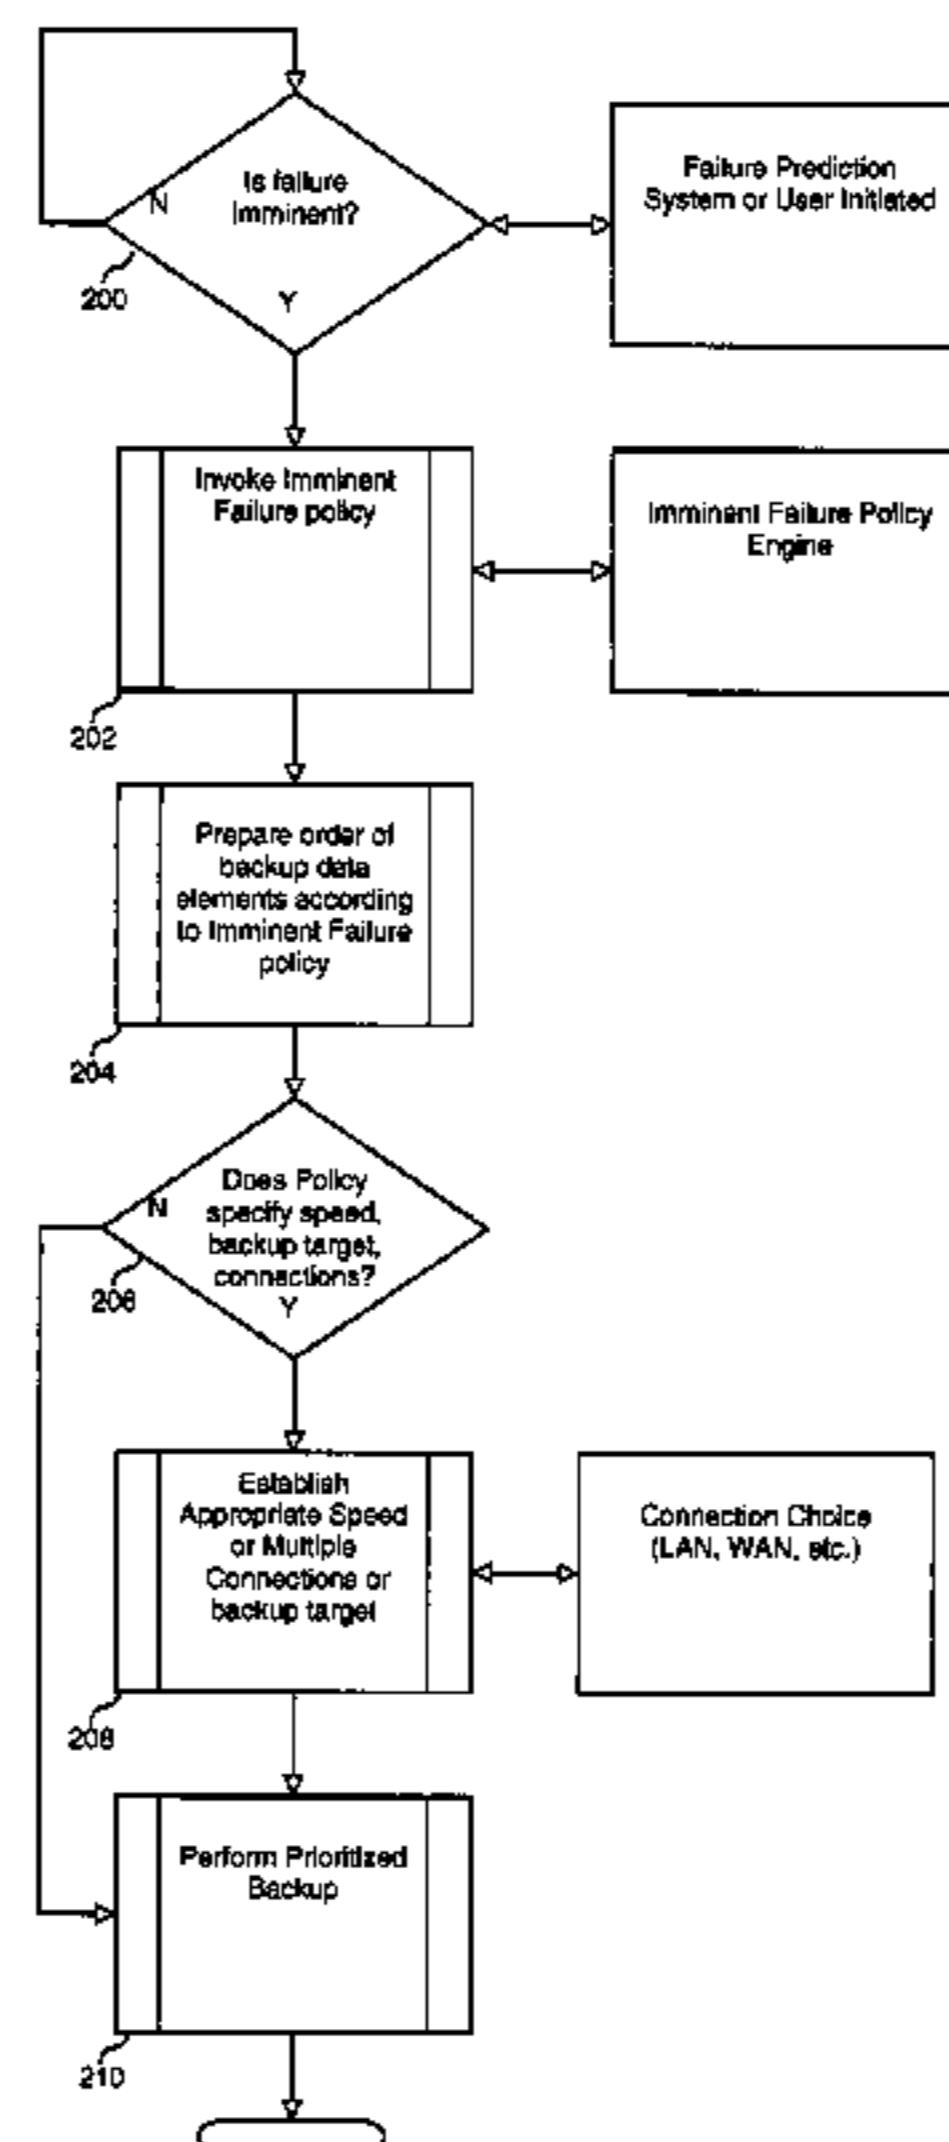 Is failure
Imminent?
N
Y
200
Failure Prediction
System or User Initiated
Invoke Imminent
Failure policy
202
Imminent Failure Policy
Engine
Prepare order of
backup data
elements according
to Imminent Failure
policy
204
Does Policy
specify speed,
backup target,
connections?
N
Y
206
Establish
Appropriate Speed
or Multiple
Connections or
backup target
208
Connection Choice
(LAN, WAN, etc.)
Perform Prioritized
Backup
210